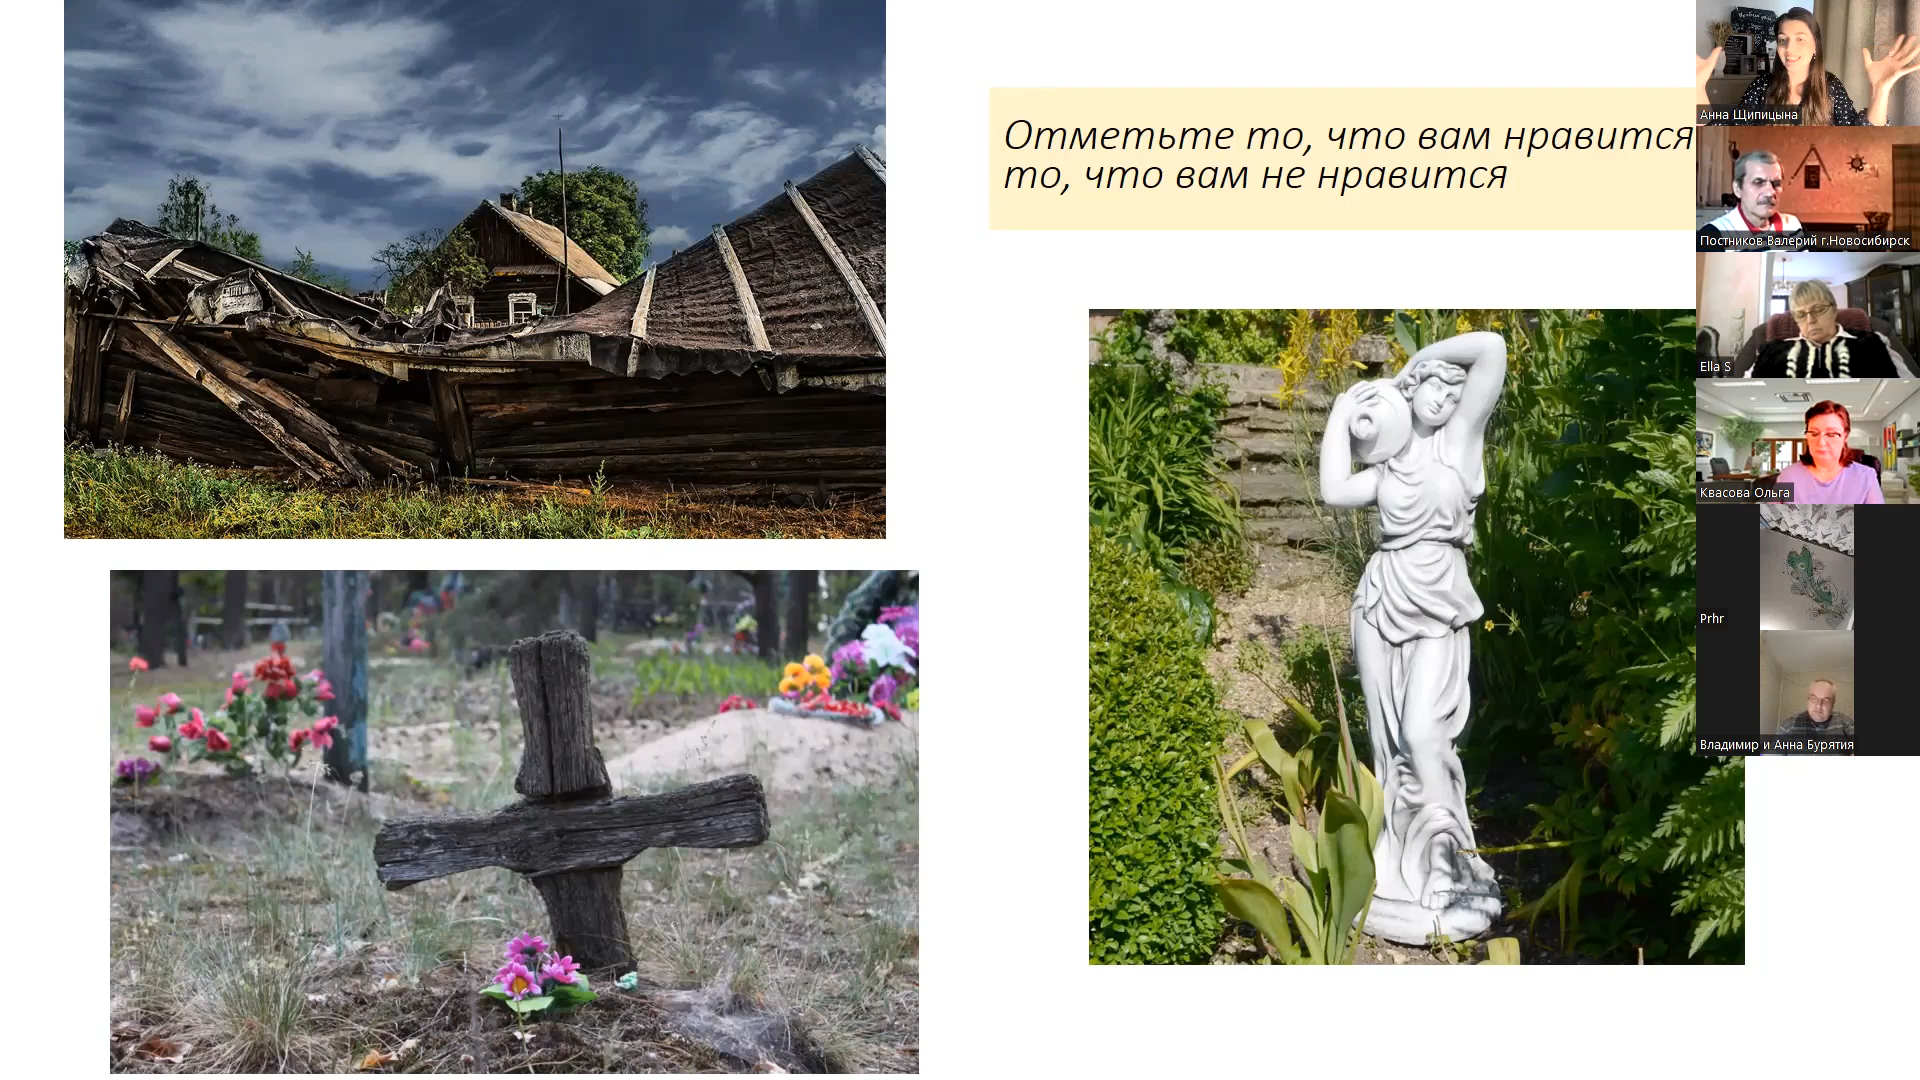 Отметьте то, что вам нравится
то, что вам не нравится
Анна Щипицына
Постников Валерий г.Новосибирск
Ella S
Квасова Ольга
Prhr
Владимир и Анна Бурятия